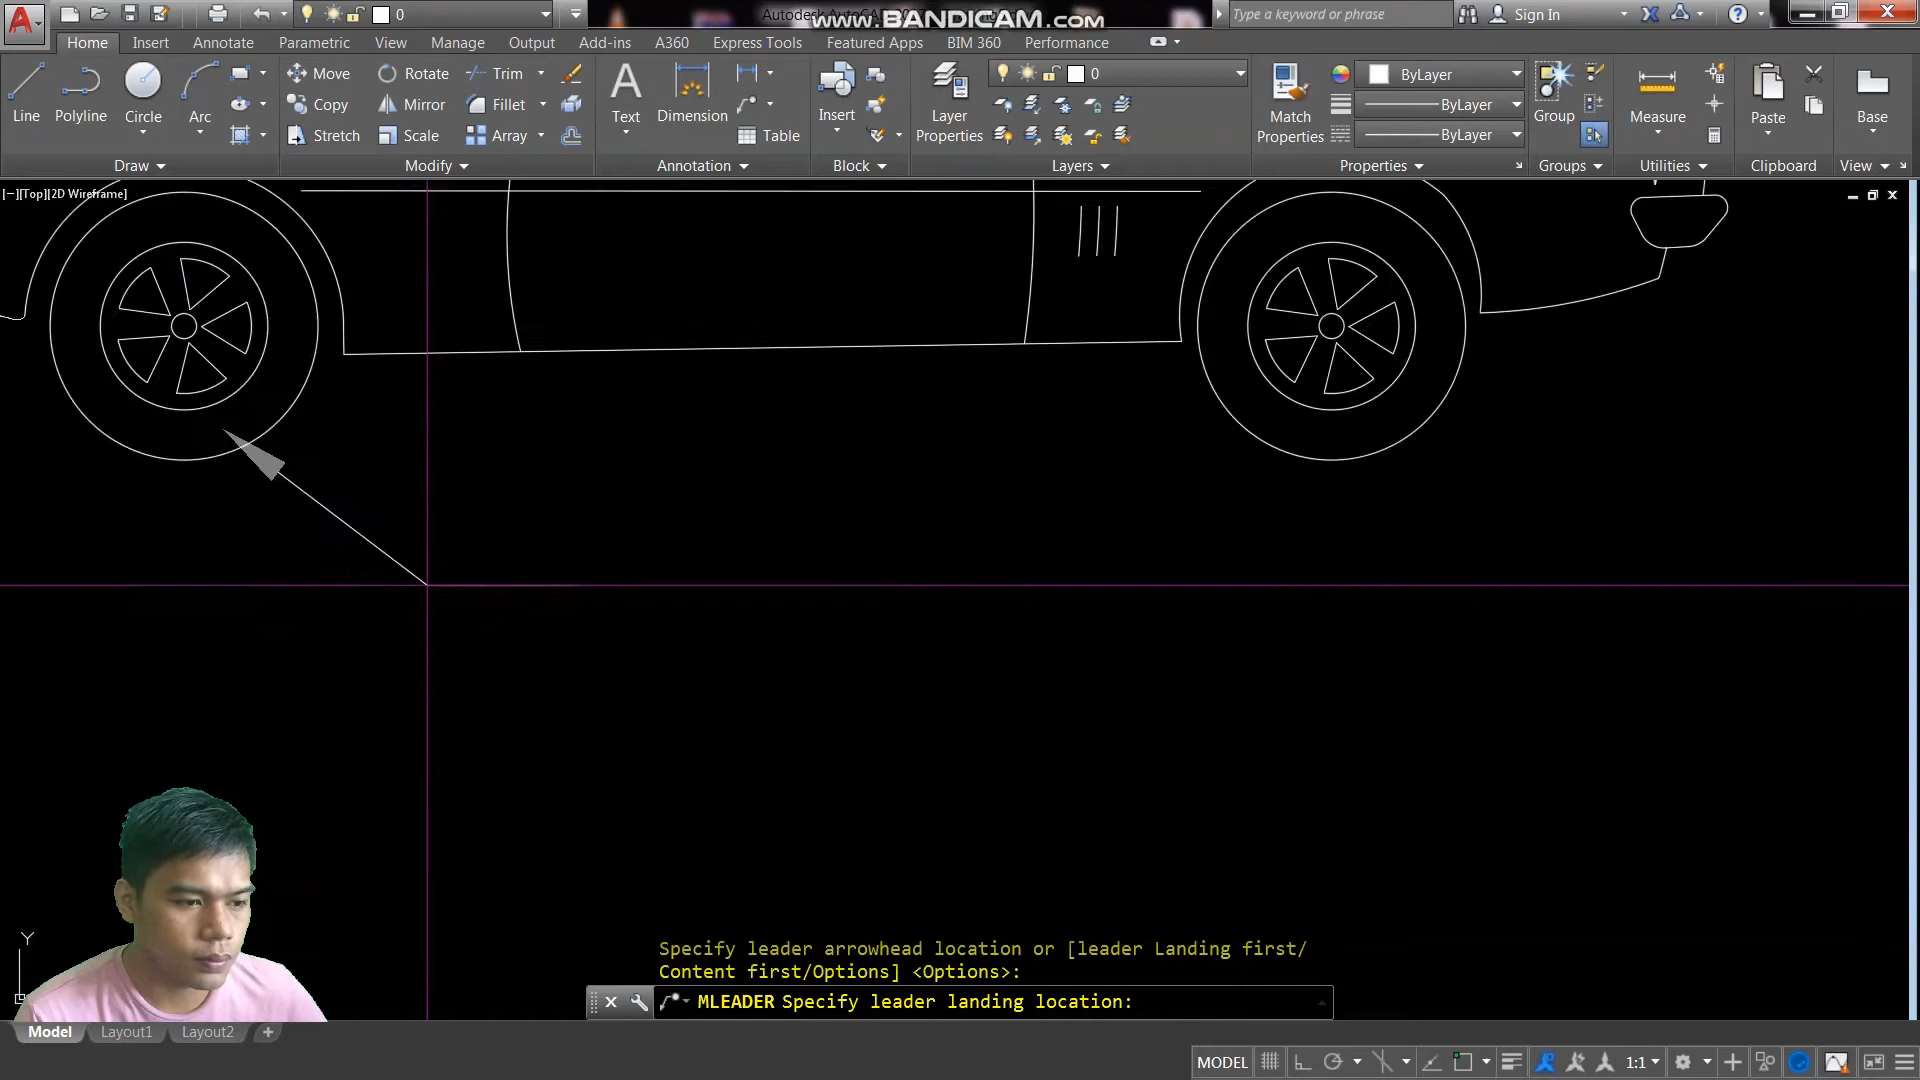 Autodesk AutoCA
www.BANDICAM.com
0
Type a keyword or phrase
Sign In
Home Insert Annotate Parametric View Manage Output Add-ins A360 Express Tools Featured Apps BIM 360 Performance
Line Polyline Circle Arc
Move Rotate Trim
Copy Mirror Fillet
Stretch Scale Array
Text Dimension Table
Insert
Layer Properties
0
Match Properties
ByLayer
ByLayer
ByLayer
Group
Measure
Paste
Base
Draw Modify Annotation Block Layers Properties Groups Utilities Clipboard View
[−][Top][2D Wireframe]
Y
Specify leader arrowhead location or [leader Landing first/
Content first/Options] <Options>:
MLEADER Specify leader landing location:
Model Layout1 Layout2 +
MODEL 1:1